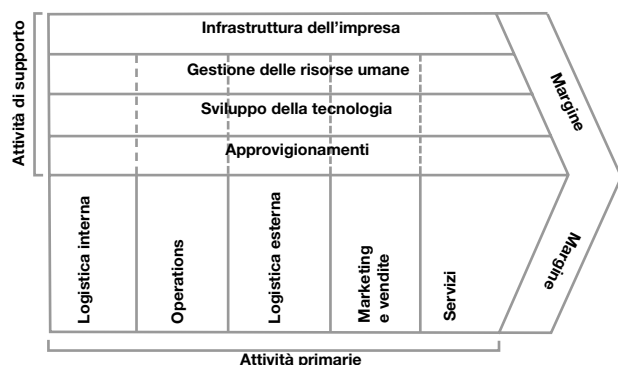 Infrastruttura dell'impresa
Gestione delle risorse umane
Sviluppo della tecnologia
Approvigionamenti
Attività di supporto
Margine
Logistica interna
Operations
Logistica esterna
Marketing
e vendite
Servizi
Margine
Attività primarie